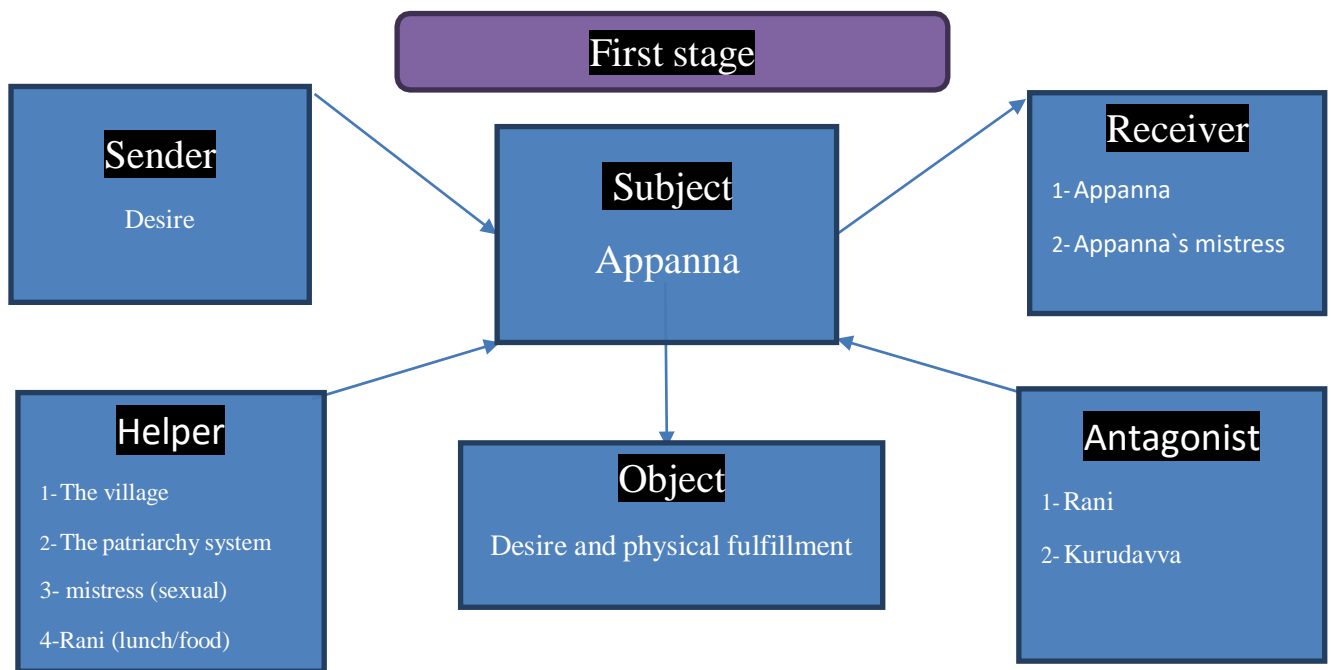 First stage
Sender
Desire
Subject
Appanna
Receiver
1- Appanna
2- Appanna`s mistress
Helper
1- The village
2- The patriarchy system
3- mistress (sexual)
4-Rani (lunch/food)
Object
Desire and physical fulfillment
Antagonist
1- Rani
2- Kurudavva